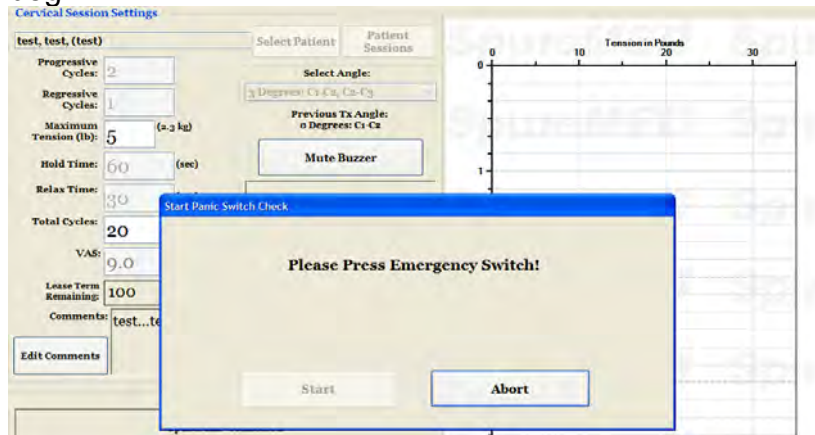 Cervical Session Settings
test, test, (test)
Select Patient
Patient
Sessions
Progressive
Cycles:
2
Select Angle:
Regressive
Cycles:
1
3 Degrees: C1-C2, C2-C3
Previous Tx Angle:
0 Degrees: C1-C2
Maximum
Tension (lb):
5
(2.3 kg)
Mute Buzzer
Hold Time:
60
(sec)
Relax Time:
30
Total Cycles:
20
VAS:
9.0
Lease Term
Remaining:
100
Comments:
test...te
Edit Comments
Start Panic Switch Check
Please Press Emergency Switch!
Start
Abort
Tension in Pounds
0
10
20
30
0
1